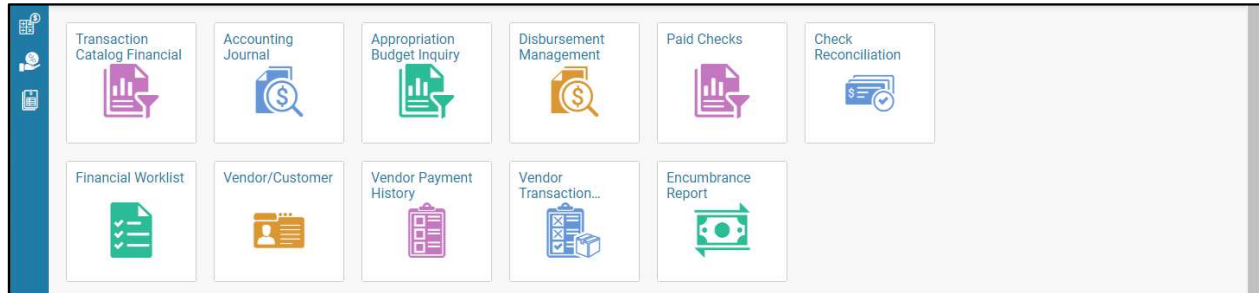 Transaction
Catalog Financial
Accounting
Journal
Appropriation
Budget Inquiry
Disbursement
Management
Paid Checks
Check
Reconciliation
Financial Worklist
Vendor/Customer
Vendor Payment
History
Vendor
Transaction...
Encumbrance
Report